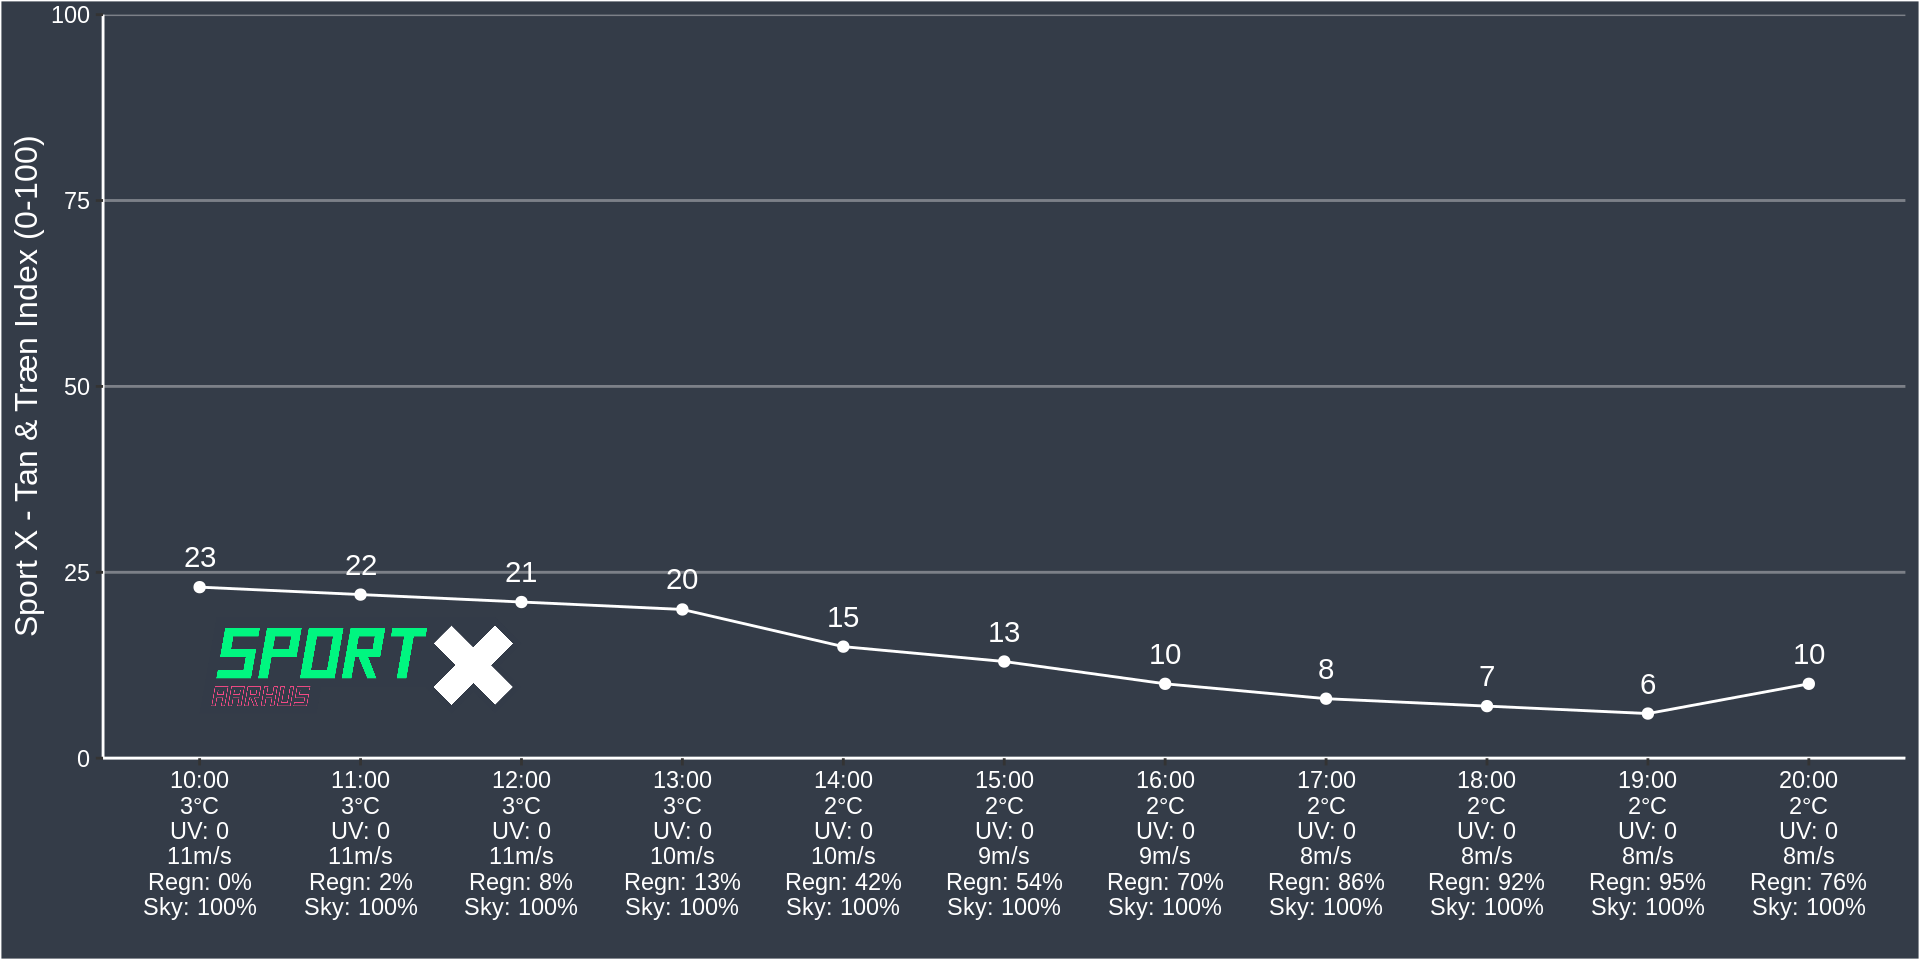 Sport X - Tan & Træn Index (0-100)
100
75
50
25
0
23
22
21
20
15
13
10
8
7
6
10
SPORT X
AARHUS
10:00 11:00 12:00 13:00 14:00 15:00 16:00 17:00 18:00 19:00 20:00
3°C 3°C 3°C 3°C 2°C 2°C 2°C 2°C 2°C 2°C 2°C
UV: 0 UV: 0 UV: 0 UV: 0 UV: 0 UV: 0 UV: 0 UV: 0 UV: 0 UV: 0 UV: 0
11m/s 11m/s 11m/s 10m/s 10m/s 9m/s 9m/s 8m/s 8m/s 8m/s 8m/s
Regn: 0% Regn: 2% Regn: 8% Regn: 13% Regn: 42% Regn: 54% Regn: 70% Regn: 86% Regn: 92% Regn: 95% Regn: 76%
Sky: 100% Sky: 100% Sky: 100% Sky: 100% Sky: 100% Sky: 100% Sky: 100% Sky: 100% Sky: 100% Sky: 100% Sky: 100%